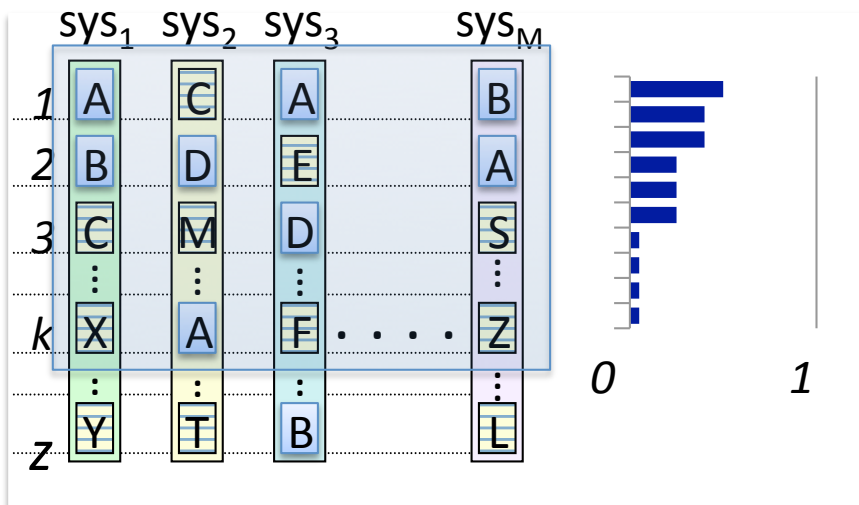 sys1 sys2 sys3 sysM
1 A C A B
2 B D E A
3 C M D S
⋮ ⋮ ⋮ ⋮
k X A F . . . . Z
⋮ ⋮ ⋮ ⋮
z Y T B L
0 1